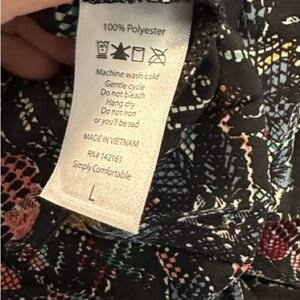 100% Polyester
Machine wash cold
Gentle cycle
Do not bleach
Hang dry
Do not iron
or you'll be sad
MADE IN VIETNAM
RN# 142161
Simply Comfortable
L